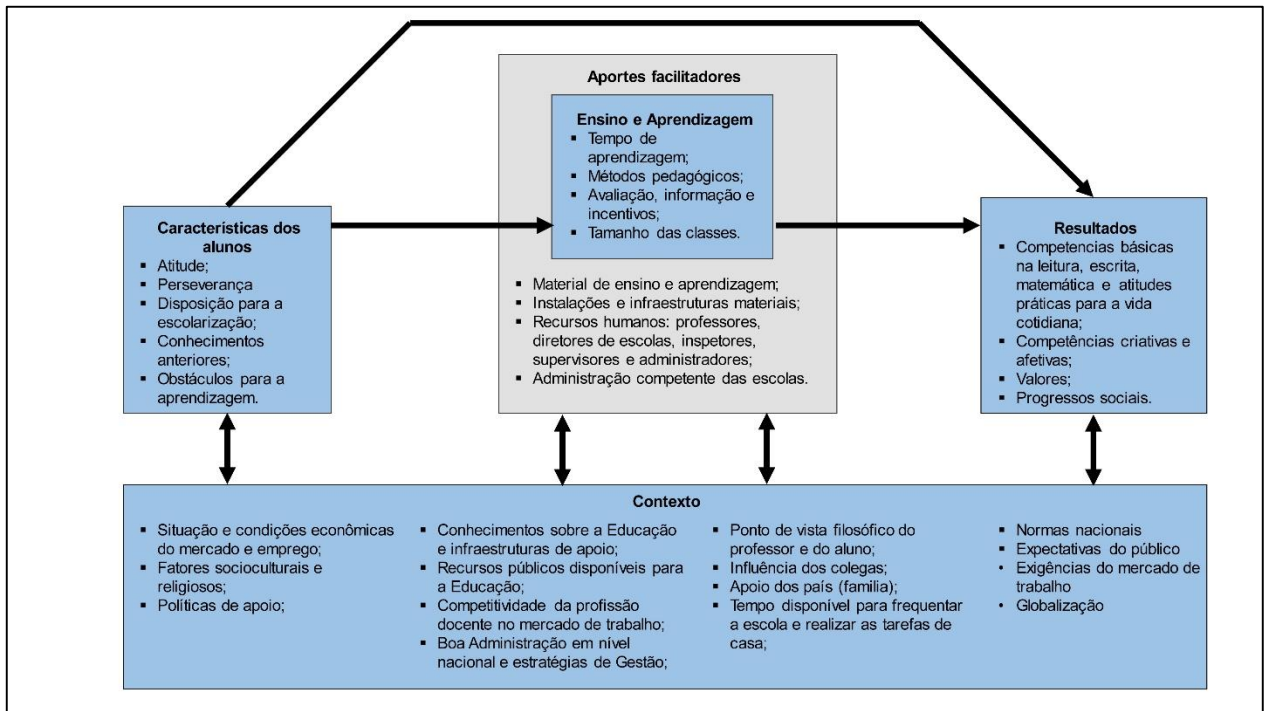 Aportes facilitadores
Ensino e Aprendizagem
▪ Tempo de
aprendizagem;
▪ Métodos pedagógicos;
▪ Avaliação, informação e
incentivos;
▪ Tamanho das classes.
▪ Material de ensino e aprendizagem;
▪ Instalações e infraestruturas materiais;
▪ Recursos humanos: professores,
diretores de escolas, inspetores,
supervisores e administradores;
▪ Administração competente das escolas.
Características dos
alunos
▪ Atitude;
▪ Perseverança
▪ Disposição para a
escolarização;
▪ Conhecimentos
anteriores;
▪ Obstáculos para a
aprendizagem.
Resultados
▪ Competencias básicas
na leitura, escrita,
matemática e atitudes
práticas para a vida
cotidiana;
▪ Competências criativas e
afetivas;
▪ Valores;
▪ Progressos sociais.
Contexto
▪ Situação e condições econômicas
do mercado e emprego;
▪ Fatores socioculturais e
religiosos;
▪ Políticas de apoio;
▪ Conhecimentos sobre a Educação
e infraestruturas de apoio;
▪ Recursos públicos disponíveis para
a Educação;
▪ Competitividade da profissão
docente no mercado de trabalho;
▪ Boa Administração em nível
nacional e estratégias de Gestão;
▪ Ponto de vista filosófico do
professor e do aluno;
▪ Influência dos colegas;
▪ Apoio dos país (familia);
▪ Tempo disponível para frequentar
a escola e realizar as tarefas de
casa;
▪ Normas nacionais
▪ Expectativas do público
• Exigências do mercado de
trabalho
• Globalização